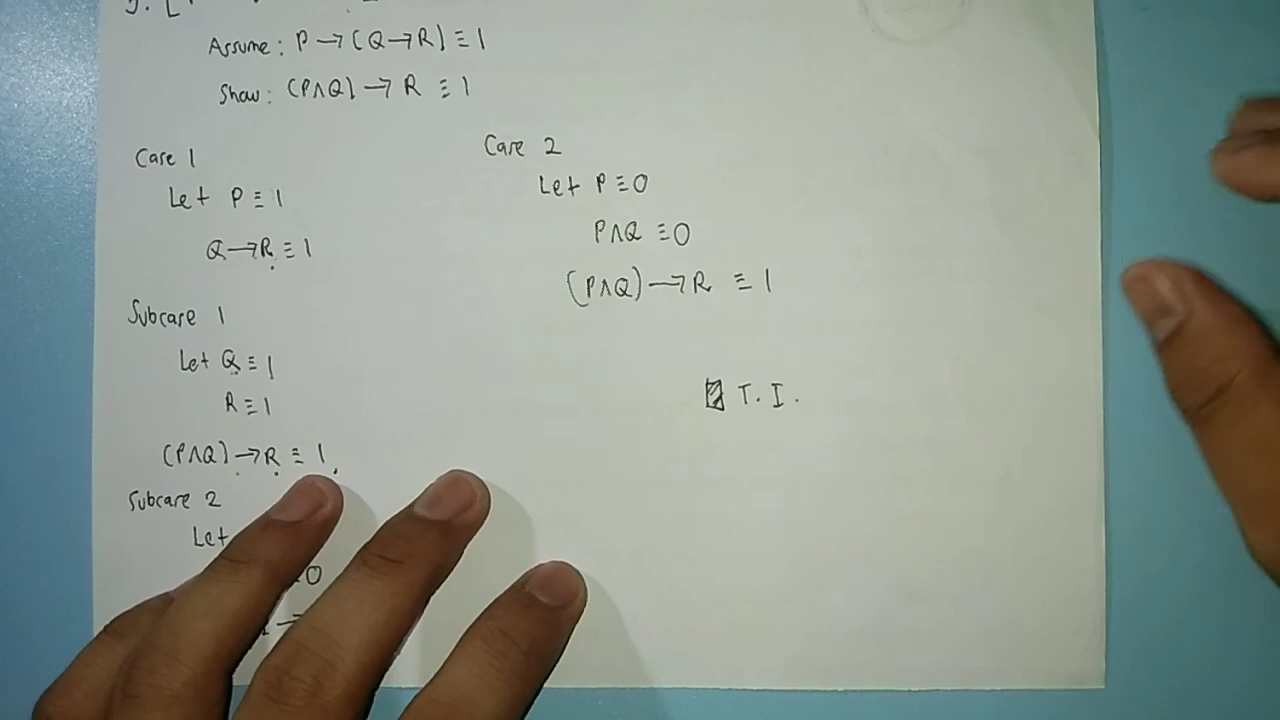 Assume: P → (Q → R) ≡ 1
Show: (P ∧ Q) → R ≡ 1
Case 1
Let P ≡ 1
Q → R ≡ 1
Subcase 1
Let Q ≡ 1
R ≡ 1
(P ∧ Q) → R ≡ 1
Subcase 2
Let
0
Case 2
Let P ≡ 0
P ∧ Q ≡ 0
(P ∧ Q) → R ≡ 1
T. I.